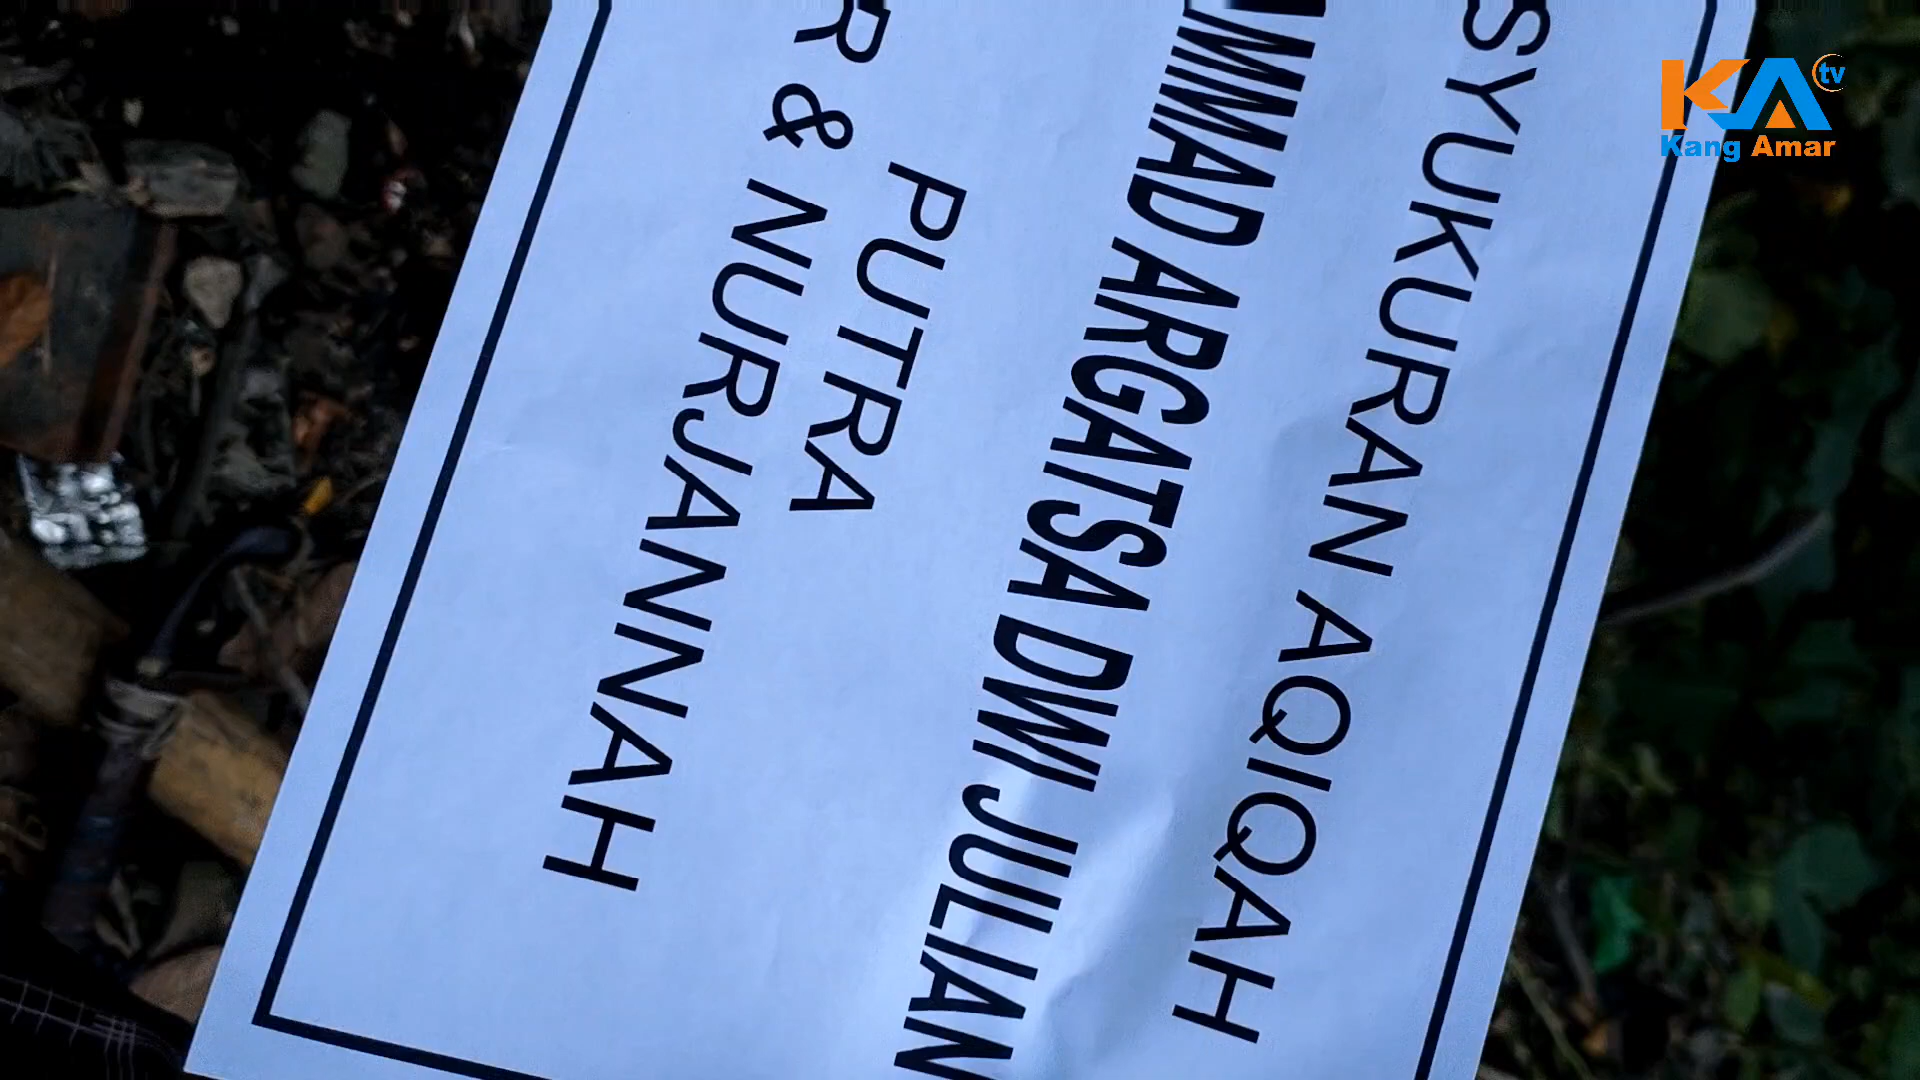 SYUKURAN AQIQAH
MMAD ARGATSA DWI JULIAN
PUTRA
R & NURJANNAH
KA tv
Kang Amar